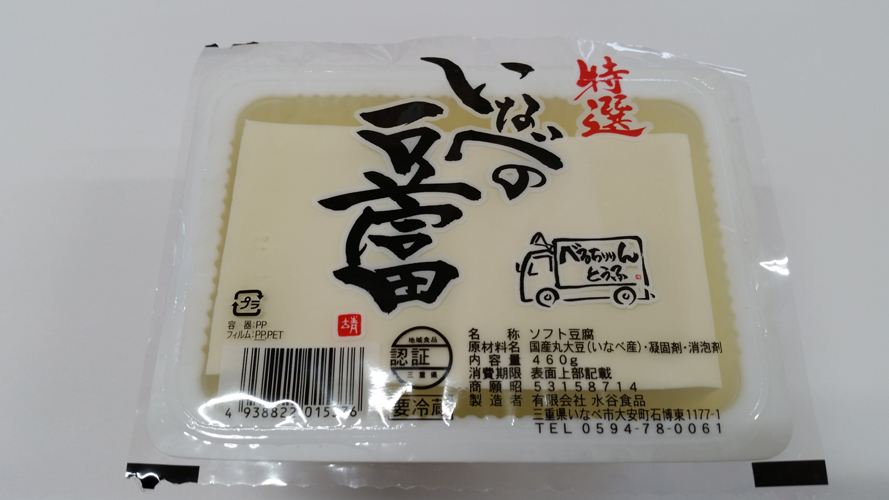 特選
いなべの
豆富
べるちりりん
とうふ
プラ
容器:PP
フィルム:PP,PET
地域食品
認証
三重県
要冷蔵
名称 ソフト豆腐
原材料名 国産丸大豆(いなべ産)・凝固剤・消泡剤
内容量 460g
消費期限 表面上部記載
商願昭 53158714
製造者 有限会社 水谷食品
三重県いなべ市大安町石博東1177-1
TEL 0594-78-0061